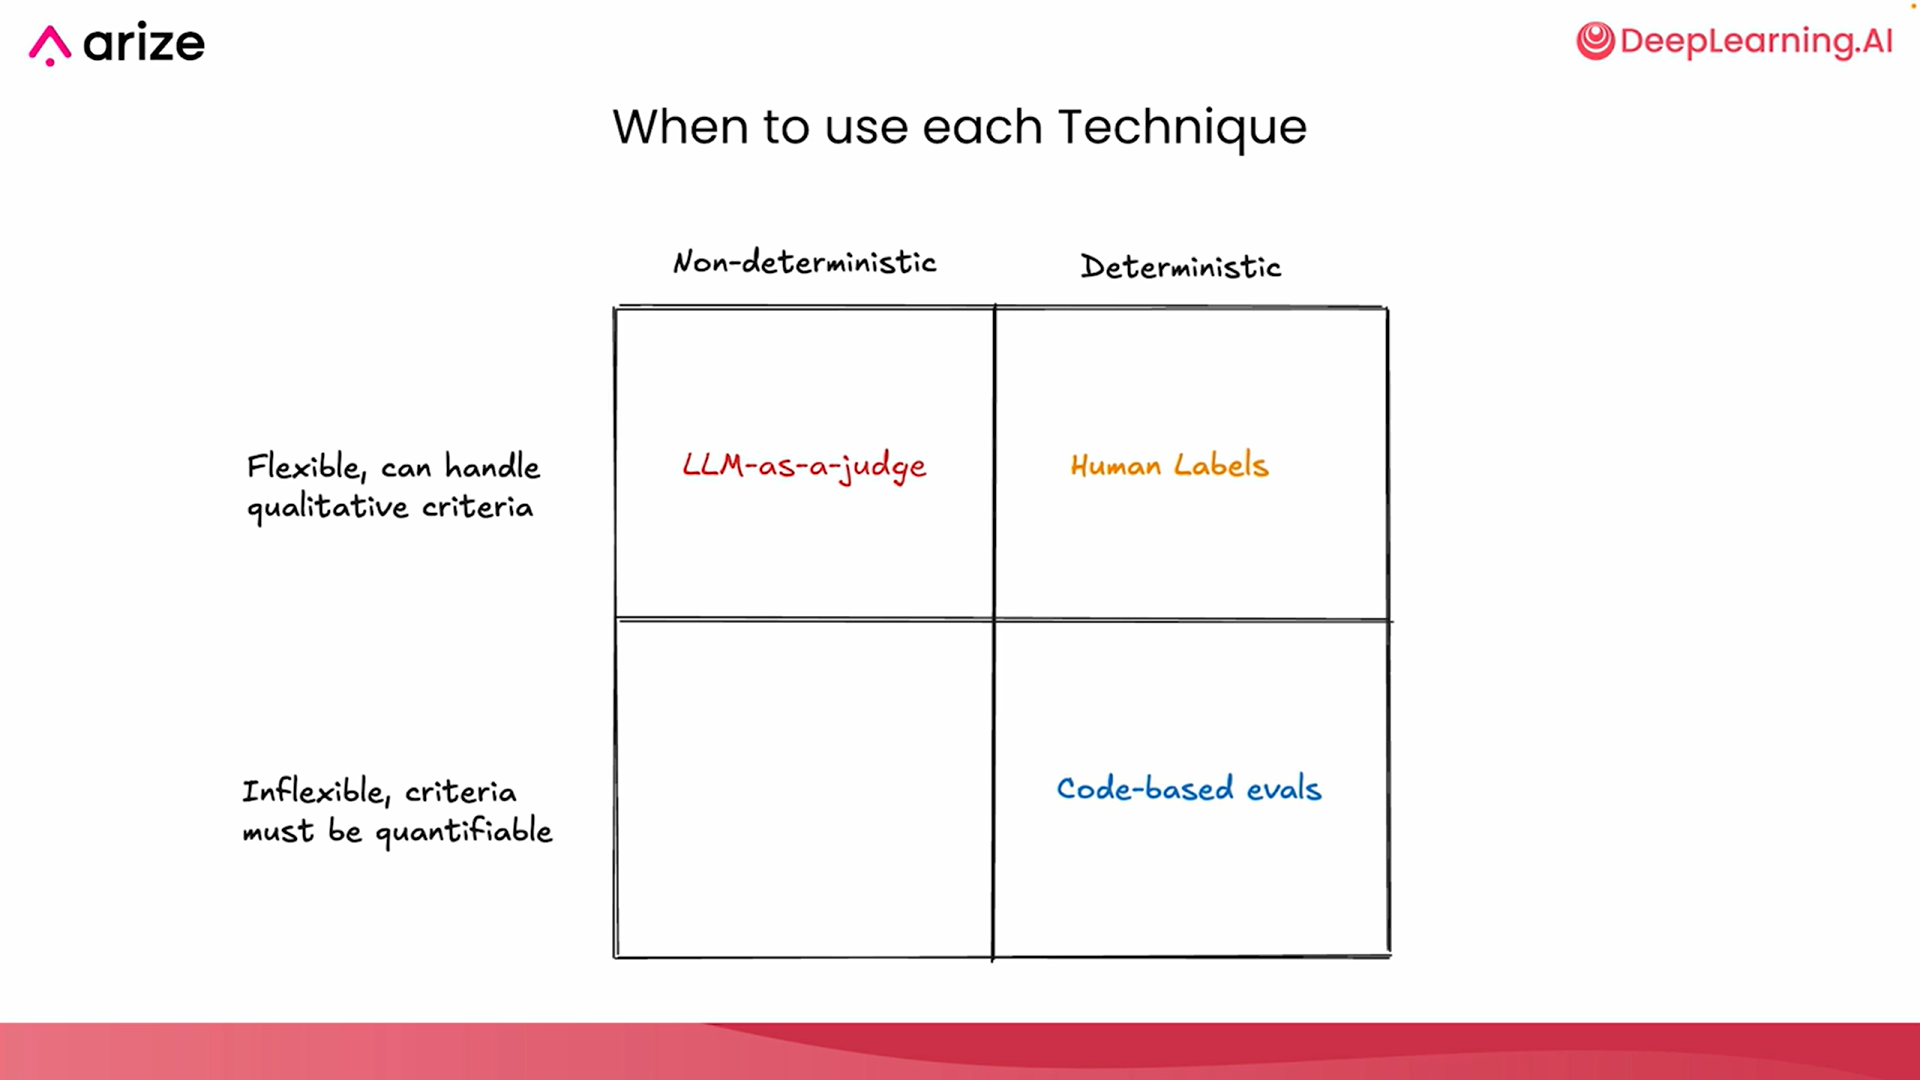 arize
DeepLearning.AI
When to use each Technique
Non-deterministic
Deterministic
Flexible, can handle
qualitative criteria
LLM-as-a-judge
Human Labels
Inflexible, criteria
must be quantifiable
Code-based evals